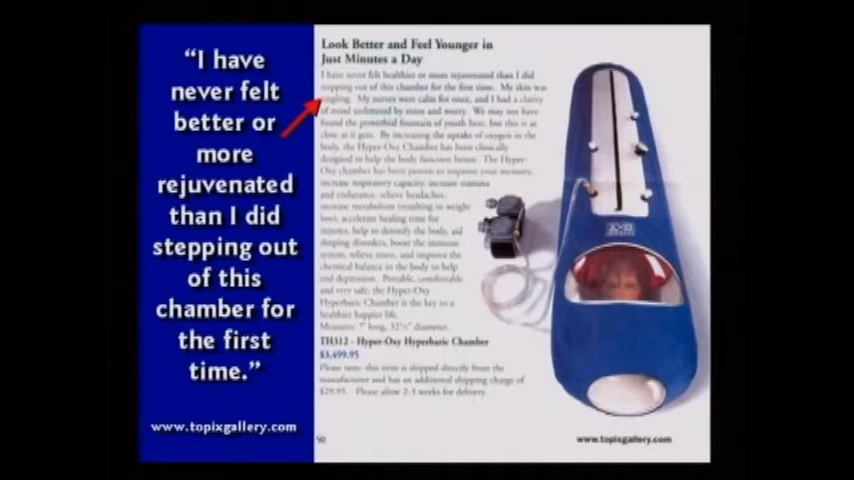 “I have
never felt
better or
more
rejuvenated
than I did
stepping out
of this
chamber for
the first
time.”
www.topixgallery.com
Look Better and Feel Younger in
Just Minutes a Day
I have never felt healthier or more rejuvenated than I did
stepping out of this chamber for the first time. My skin was
tingling. My nerves were calm for once, and I had a clarity
of mind unfettered by stress and worry. We may not have
found the proverbial fountain of youth here, but this is as
close as it gets. By increasing the uptake of oxygen in the
body, the Hyper-Oxy Chamber has been clinically
designed to help the body function better. The Hyper-
Oxy chamber has been proven to improve your memory,
increase respiratory capacity, increase stamina
and endurance, relieve headaches,
increase metabolism (resulting in weight
loss), accelerate healing time for
injuries, help to detoxify the body, aid
sleeping disorders, boost the immune
system, relieve stress, and improve the
chemical balance in the body to help
end depression. Portable, comfortable
and very safe, the Hyper-Oxy
Hyperbaric Chamber is the key to a
healthier happier life.
Measures: 7' long, 32½" diameter.
TH312 - Hyper-Oxy Hyperbaric Chamber
$3,499.95
Please note: this item is shipped directly from the
manufacturer and has an additional shipping charge of
$29.95. Please allow 2-3 weeks for delivery.
50
www.topixgallery.com